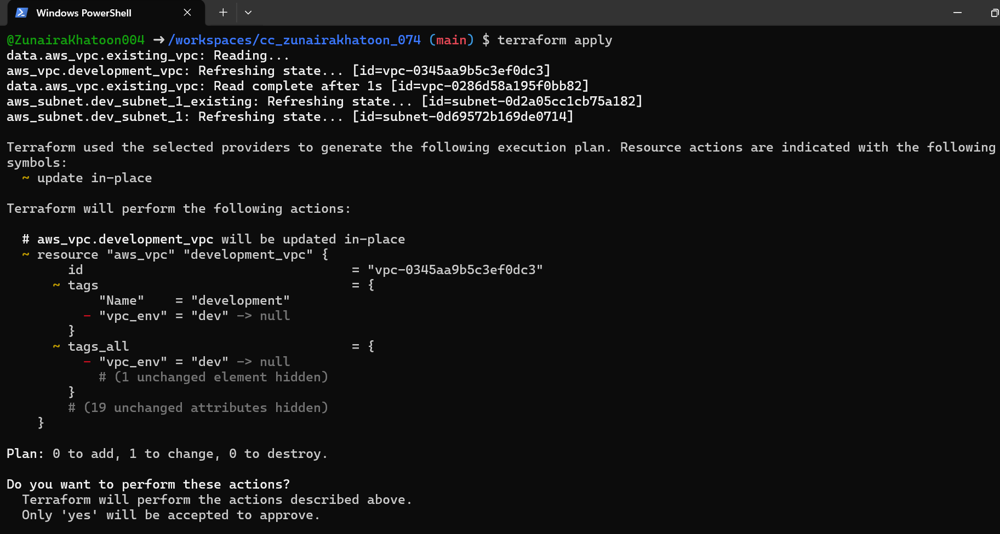 Windows PowerShell
@ZunairaKhatoon004 ➜ /workspaces/cc_zunairakhatoon_074 (main) $ terraform apply
data.aws_vpc.existing_vpc: Reading...
aws_vpc.development_vpc: Refreshing state... [id=vpc-0345aa9b5c3ef0dc3]
data.aws_vpc.existing_vpc: Read complete after 1s [id=vpc-0286d58a195f0bb82]
aws_subnet.dev_subnet_1_existing: Refreshing state... [id=subnet-0d2a05cc1cb75a182]
aws_subnet.dev_subnet_1: Refreshing state... [id=subnet-0d69572b169de0714]
Terraform used the selected providers to generate the following execution plan. Resource actions are indicated with the following
symbols:
  ~ update in-place
Terraform will perform the following actions:
  # aws_vpc.development_vpc will be updated in-place
  ~ resource "aws_vpc" "development_vpc" {
        id                                   = "vpc-0345aa9b5c3ef0dc3"
      ~ tags                                 = {
            "Name"    = "development"
          - "vpc_env" = "dev" -> null
        }
      ~ tags_all                             = {
          - "vpc_env" = "dev" -> null
            # (1 unchanged element hidden)
        }
        # (19 unchanged attributes hidden)
    }
Plan: 0 to add, 1 to change, 0 to destroy.
Do you want to perform these actions?
  Terraform will perform the actions described above.
  Only 'yes' will be accepted to approve.